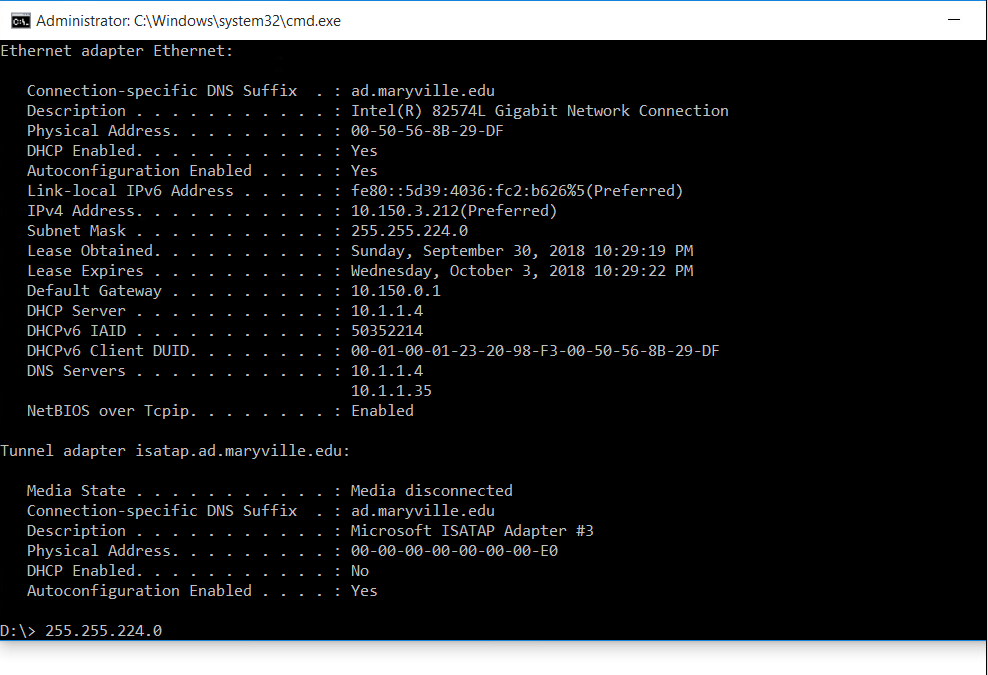 Administrator: C:\Windows\system32\cmd.exe
Ethernet adapter Ethernet:
Connection-specific DNS Suffix  . : ad.maryville.edu
Description . . . . . . . . . . . : Intel(R) 82574L Gigabit Network Connection
Physical Address. . . . . . . . . : 00-50-56-8B-29-DF
DHCP Enabled. . . . . . . . . . . : Yes
Autoconfiguration Enabled . . . . : Yes
Link-local IPv6 Address . . . . . : fe80::5d39:4036:fc2:b626%5(Preferred)
IPv4 Address. . . . . . . . . . . : 10.150.3.212(Preferred)
Subnet Mask . . . . . . . . . . . : 255.255.224.0
Lease Obtained. . . . . . . . . . : Sunday, September 30, 2018 10:29:19 PM
Lease Expires . . . . . . . . . . : Wednesday, October 3, 2018 10:29:22 PM
Default Gateway . . . . . . . . . : 10.150.0.1
DHCP Server . . . . . . . . . . . : 10.1.1.4
DHCPv6 IAID . . . . . . . . . . . : 50352214
DHCPv6 Client DUID. . . . . . . . : 00-01-00-01-23-20-98-F3-00-50-56-8B-29-DF
DNS Servers . . . . . . . . . . . : 10.1.1.4
10.1.1.35
NetBIOS over Tcpip. . . . . . . . : Enabled
Tunnel adapter isatap.ad.maryville.edu:
Media State . . . . . . . . . . . : Media disconnected
Connection-specific DNS Suffix  . : ad.maryville.edu
Description . . . . . . . . . . . : Microsoft ISATAP Adapter #3
Physical Address. . . . . . . . . : 00-00-00-00-00-00-00-E0
DHCP Enabled. . . . . . . . . . . : No
Autoconfiguration Enabled . . . . : Yes
D:\> 255.255.224.0